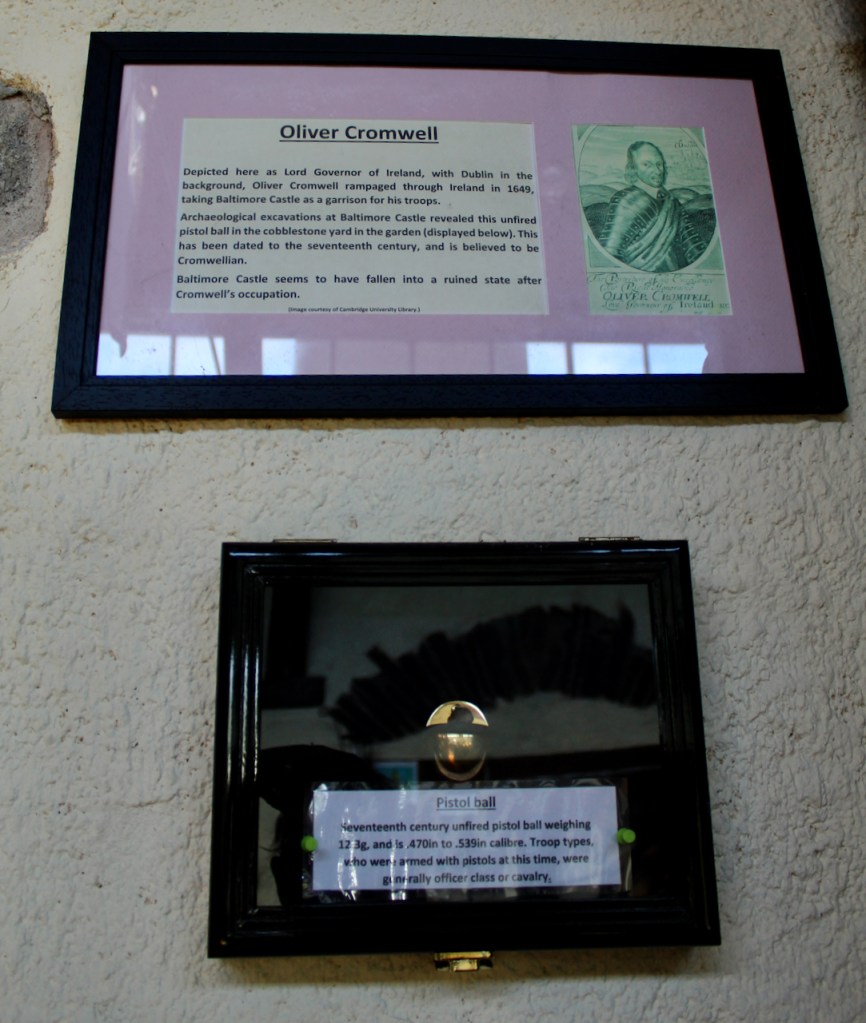 Oliver Cromwell
Depicted here as Lord Governor of Ireland, with Dublin in the
background, Oliver Cromwell rampaged through Ireland in 1649,
taking Baltimore Castle as a garrison for his troops.
Archaeological excavations at Baltimore Castle revealed this unfired
pistol ball in the cobblestone yard in the garden (displayed below). This
has been dated to the seventeenth century, and is believed to be
Cromwellian.
Baltimore Castle seems to have fallen into a ruined state after
Cromwell's occupation.
(Image courtesy of Cambridge University Library.)
OLIVER CROMWELL
Ireland
Pistol ball
Seventeenth century unfired pistol ball weighing
12.3g, and is .470in to .539in calibre. Troop types,
who were armed with pistols at this time, were
generally officer class or cavalry.